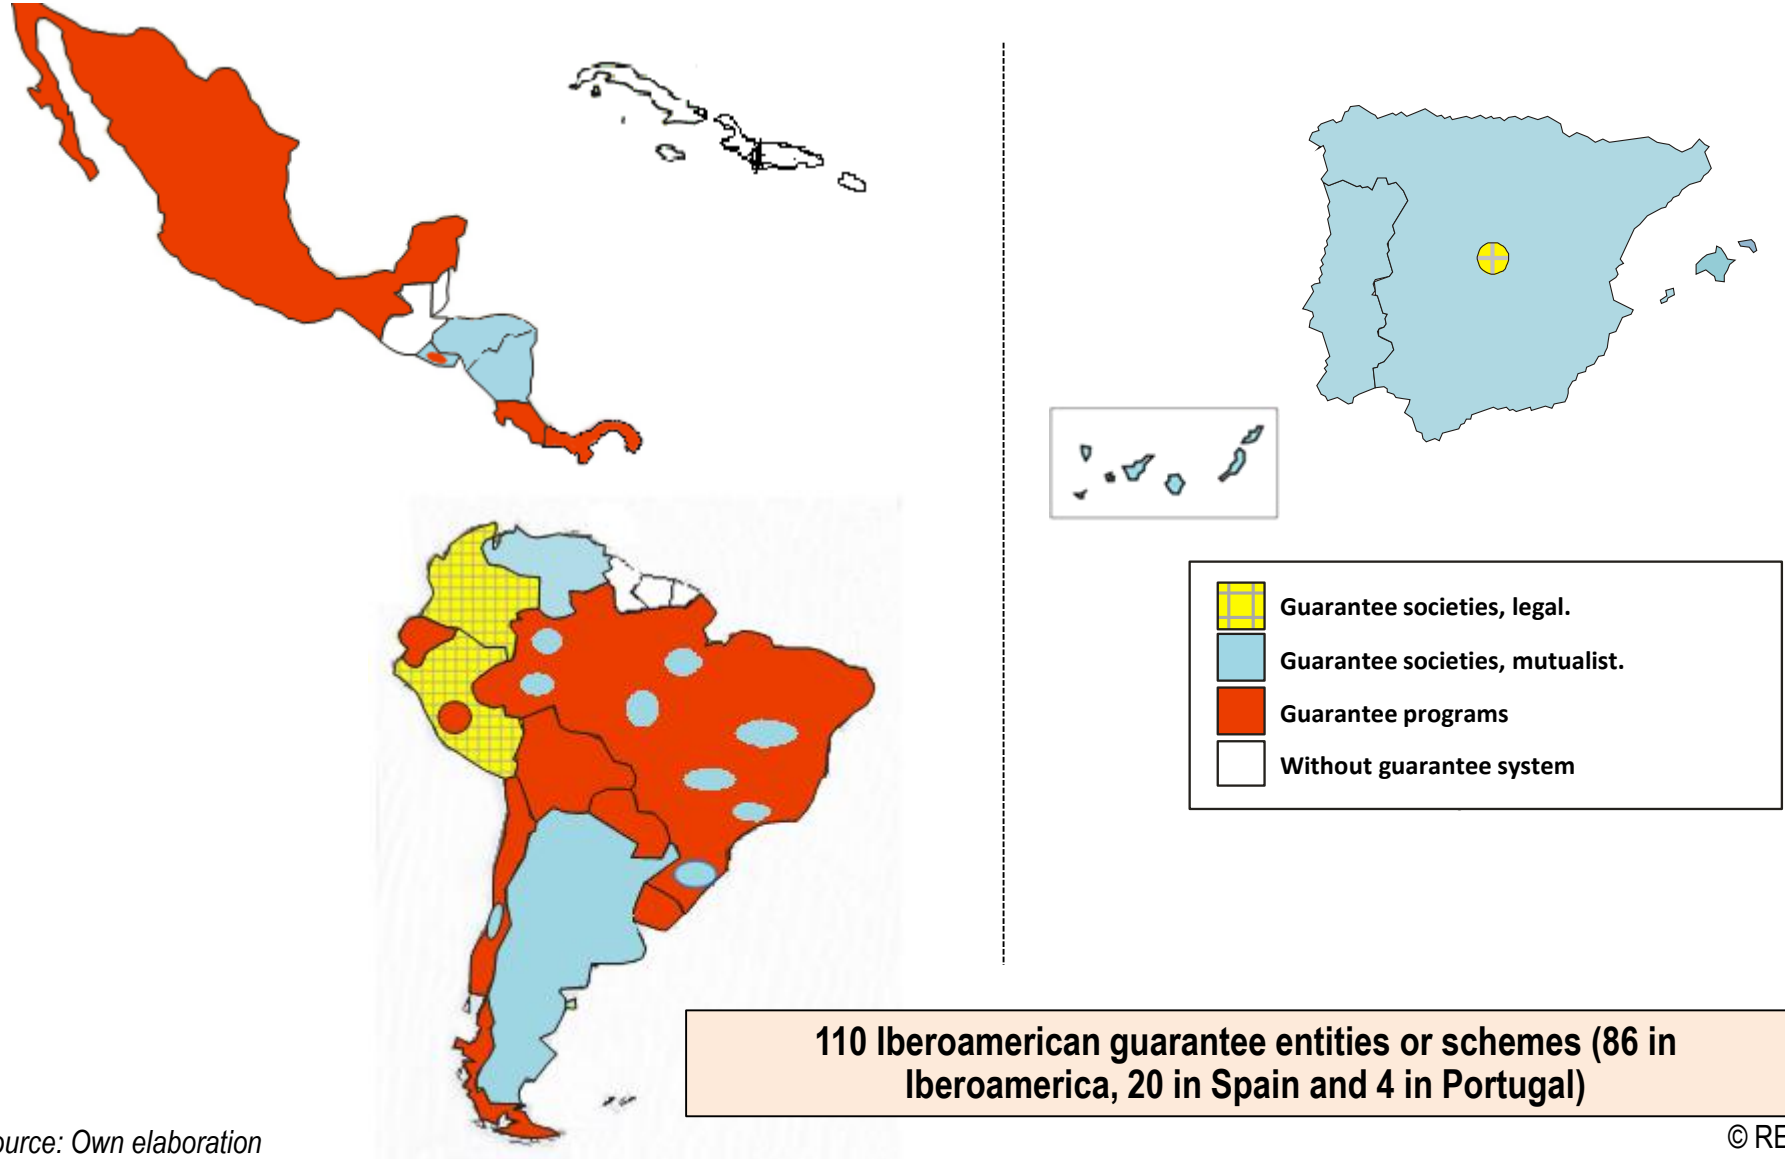 Guarantee societies, legal.
Guarantee societies, mutualist.
Guarantee programs
Without guarantee system
110 Iberoamerican guarantee entities or schemes (86 in
Iberoamerica, 20 in Spain and 4 in Portugal)
ource: Own elaboration
© RE